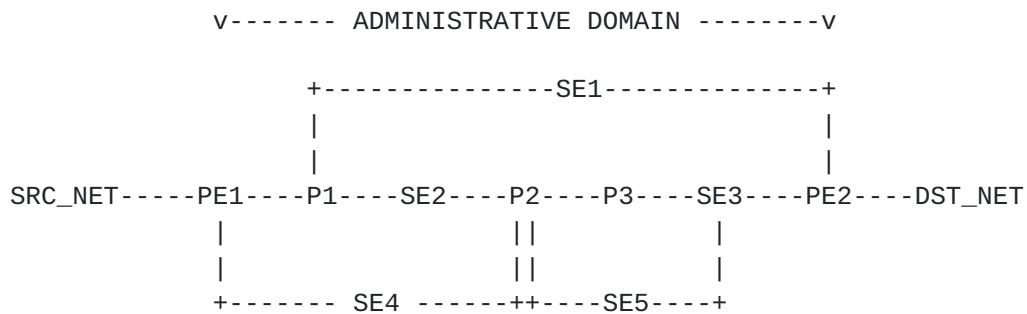 v------- ADMINISTRATIVE DOMAIN --------v
+---------------SE1--------------+
| |
| |
SRC_NET-----PE1----P1----SE2----P2----P3----SE3----PE2----DST_NET
| || |
| || |
+------- SE4 ------++----SE5----+